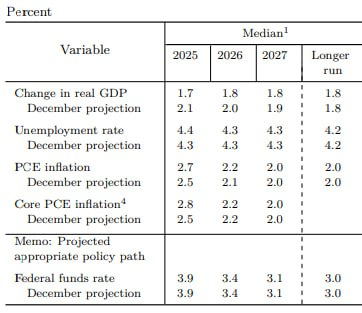 Percent
Variable
Median1
2025 2026 2027 Longer run
Change in real GDP 1.7 1.8 1.8 1.8
December projection 2.1 2.0 1.9 1.8
Unemployment rate 4.4 4.3 4.3 4.2
December projection 4.3 4.3 4.3 4.2
PCE inflation 2.7 2.2 2.0 2.0
December projection 2.5 2.1 2.0 2.0
Core PCE inflation4 2.8 2.2 2.0
December projection 2.5 2.2 2.0
Memo: Projected
appropriate policy path
Federal funds rate 3.9 3.4 3.1 3.0
December projection 3.9 3.4 3.1 3.0